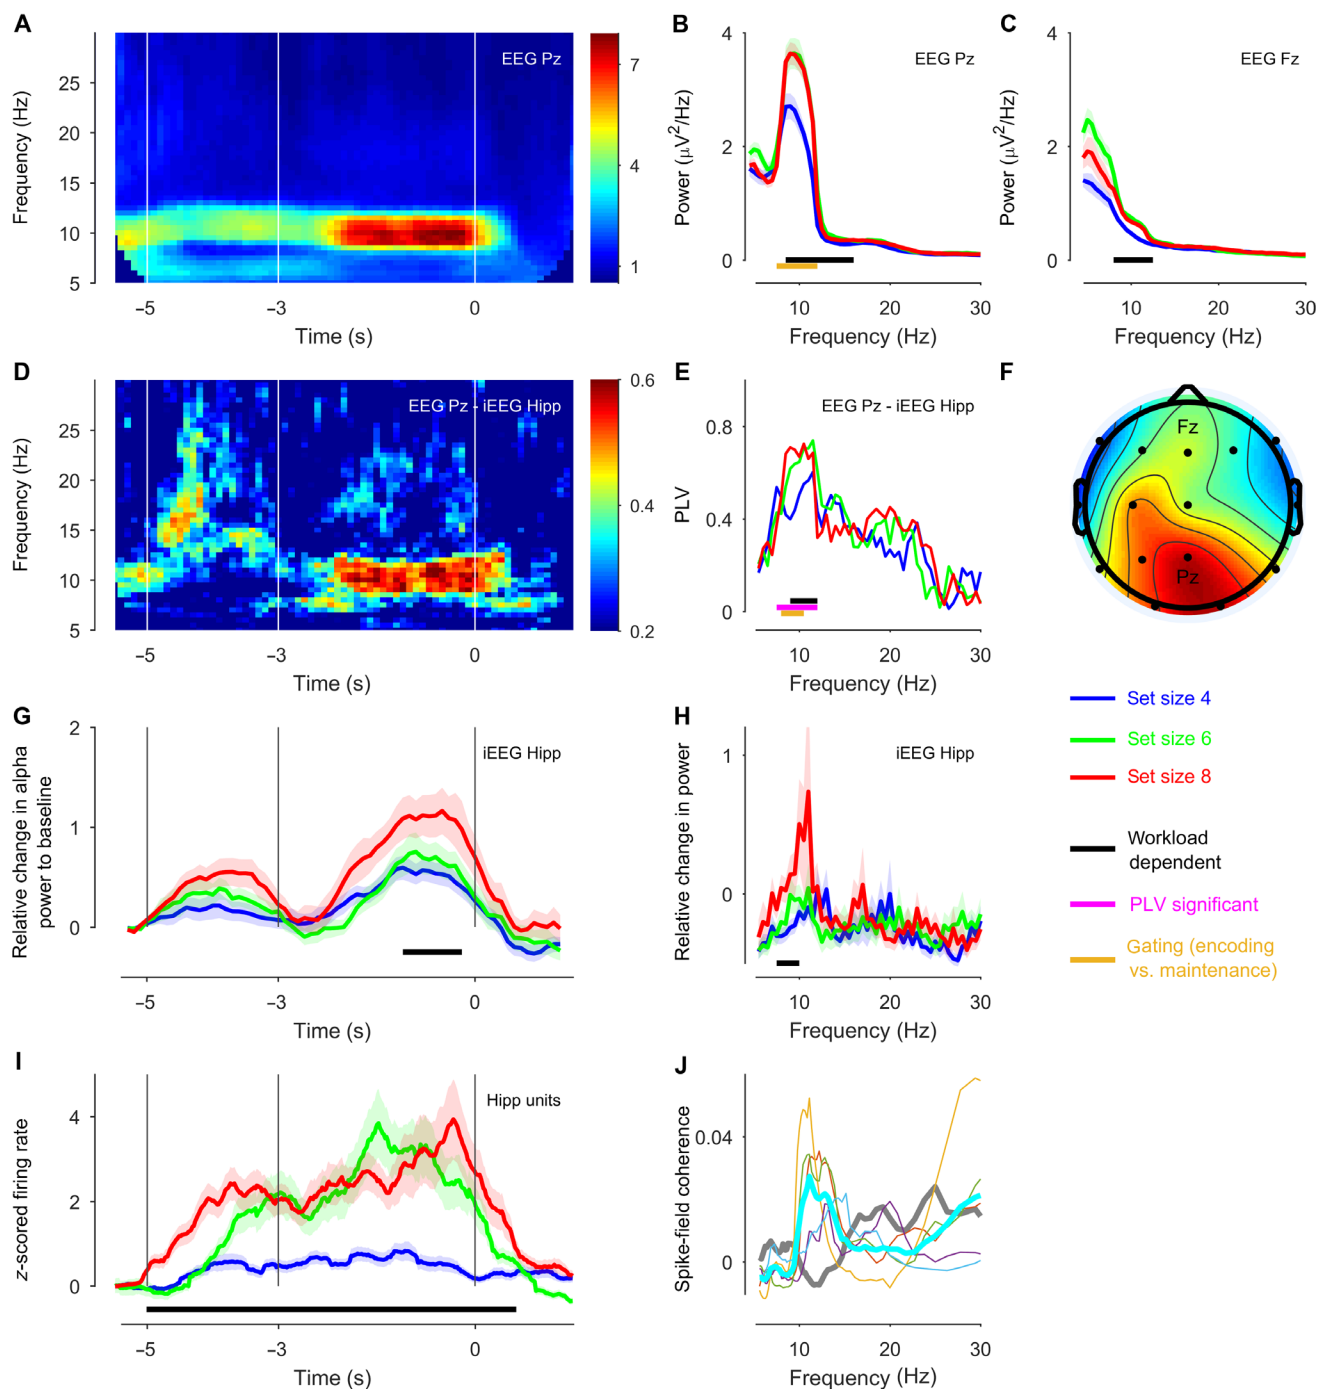 A
EEG Pz
Frequency (Hz)
25
20
15
10
5
7
4
1
−5
−3
0
Time (s)
B
EEG Pz
Power (μV2/Hz)
4
2
0
10
20
30
Frequency (Hz)
C
EEG Fz
Power (μV2/Hz)
4
2
0
10
20
30
Frequency (Hz)
D
EEG Pz - iEEG Hipp
Frequency (Hz)
25
20
15
10
5
0.6
0.4
0.2
−5
−3
0
Time (s)
E
EEG Pz - iEEG Hipp
PLV
0.8
0.4
0
10
20
30
Frequency (Hz)
F
Fz
Pz
Set size 4
Set size 6
Set size 8
Workload
dependent
PLV significant
Gating (encoding
vs. maintenance)
G
iEEG Hipp
Relative change in alpha
power to baseline
2
1
0
−5
−3
0
Time (s)
H
iEEG Hipp
Relative change in power
1
0
10
20
30
Frequency (Hz)
I
Hipp units
z-scored firing rate
4
2
0
−5
−3
0
Time (s)
J
Spike-field coherence
0.04
0
10
20
30
Frequency (Hz)